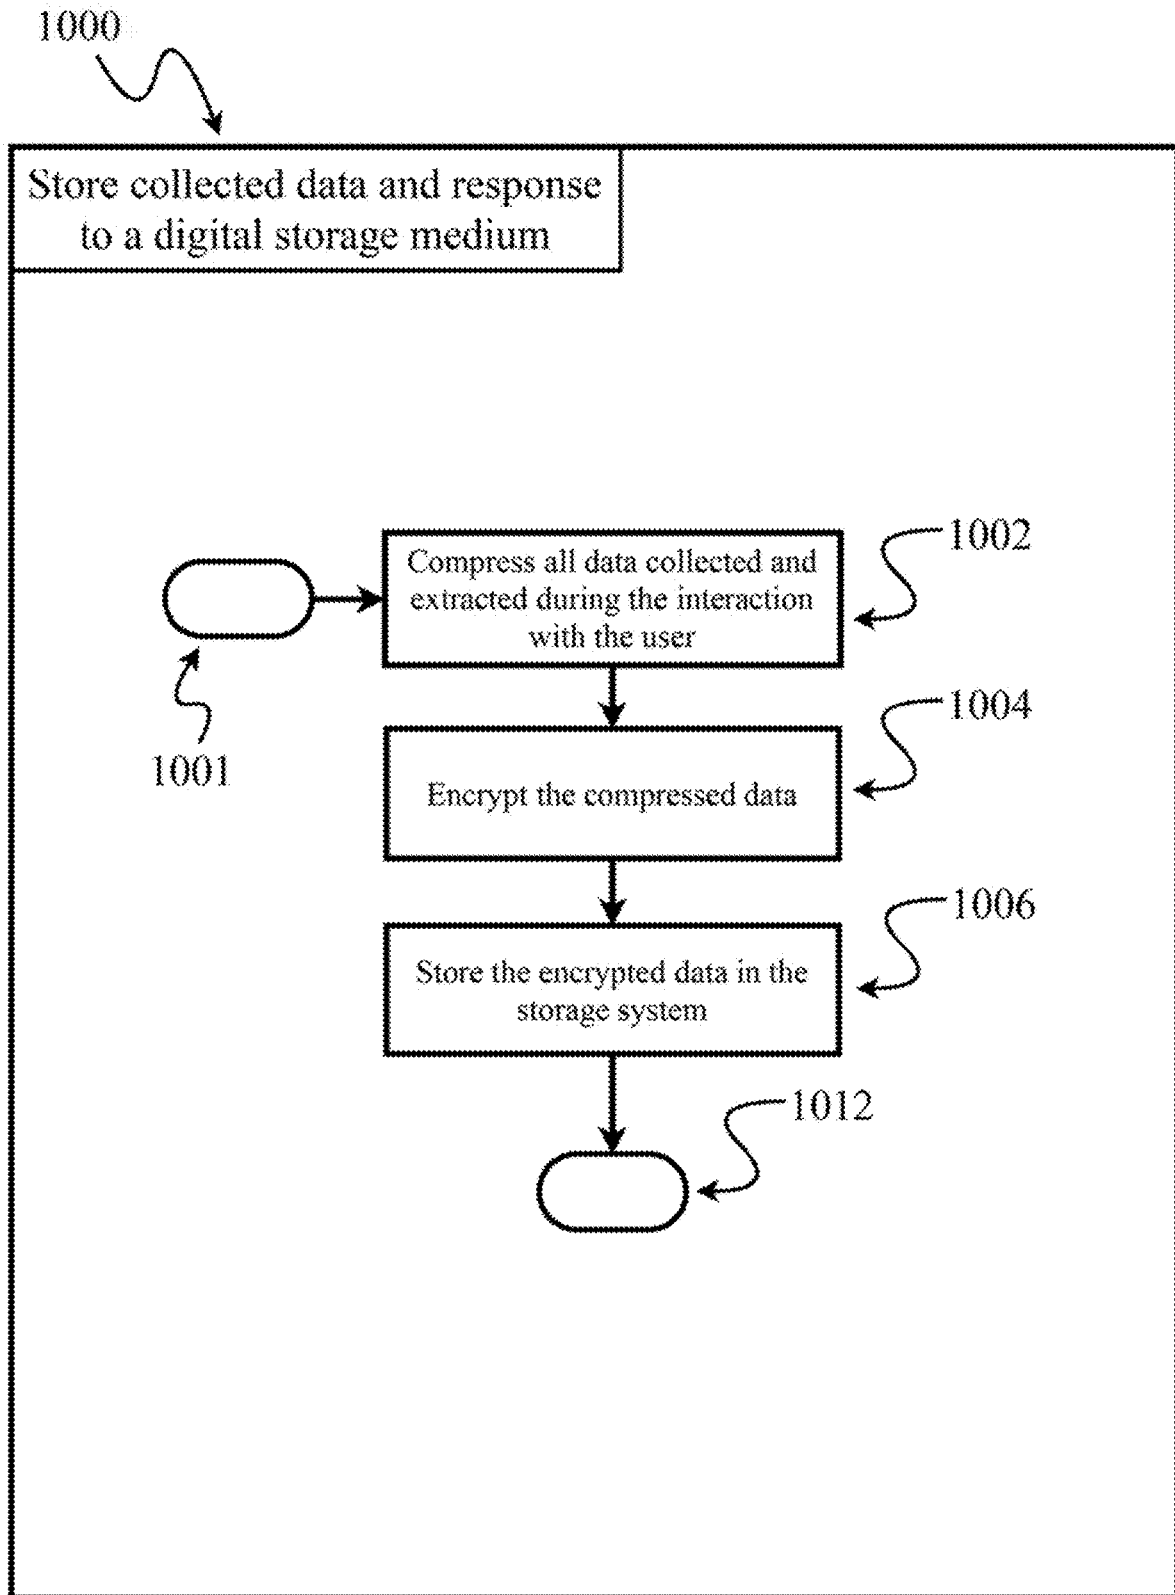 1000
Store collected data and response
to a digital storage medium
Compress all data collected and
extracted during the interaction
with the user
1002
1001
Encrypt the compressed data
1004
Store the encrypted data in the
storage system
1006
1012